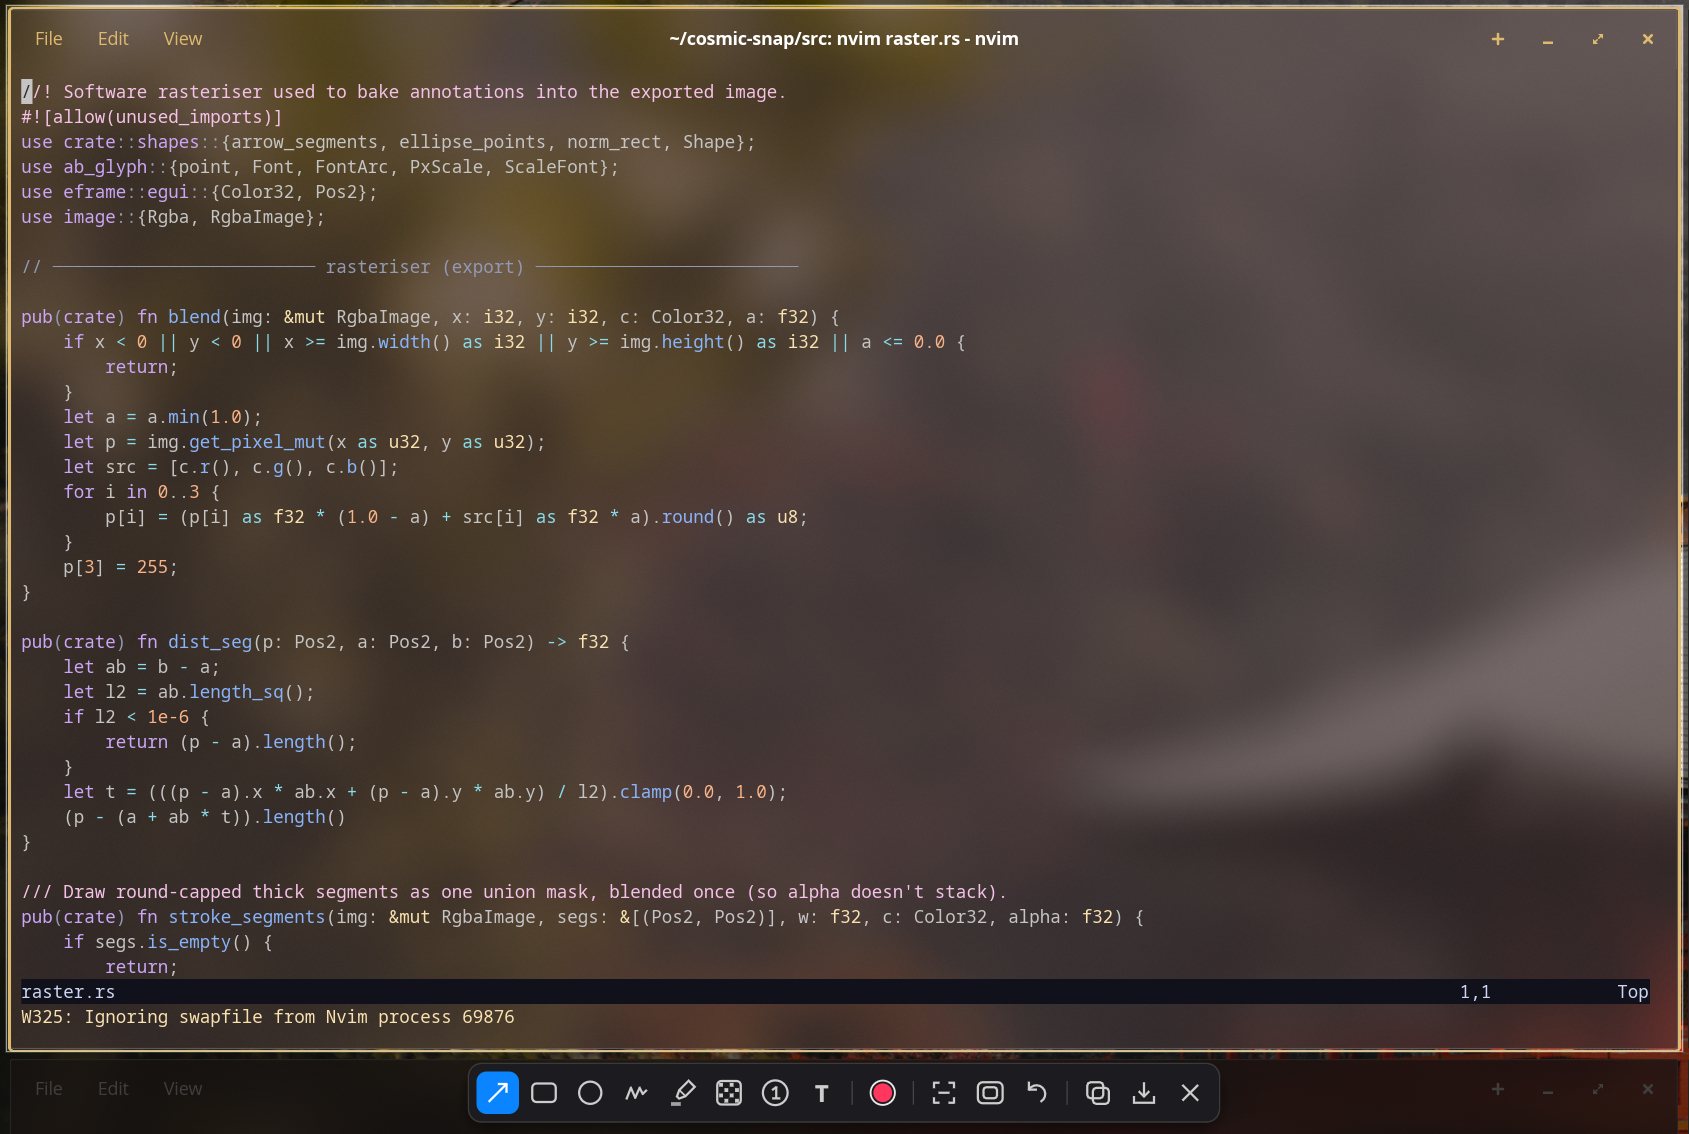 File Edit View ~/cosmic-snap/src: nvim raster.rs - nvim
//! Software rasteriser used to bake annotations into the exported image.
#![allow(unused_imports)]
use crate::shapes::{arrow_segments, ellipse_points, norm_rect, Shape};
use ab_glyph::{point, Font, FontArc, PxScale, ScaleFont};
use eframe::egui::{Color32, Pos2};
use image::{Rgba, RgbaImage};
// ───────────────────────── rasteriser (export) ─────────────────────────
pub(crate) fn blend(img: &mut RgbaImage, x: i32, y: i32, c: Color32, a: f32) {
    if x < 0 || y < 0 || x >= img.width() as i32 || y >= img.height() as i32 || a <= 0.0 {
        return;
    }
    let a = a.min(1.0);
    let p = img.get_pixel_mut(x as u32, y as u32);
    let src = [c.r(), c.g(), c.b()];
    for i in 0..3 {
        p[i] = (p[i] as f32 * (1.0 - a) + src[i] as f32 * a).round() as u8;
    }
    p[3] = 255;
}
pub(crate) fn dist_seg(p: Pos2, a: Pos2, b: Pos2) -> f32 {
    let ab = b - a;
    let l2 = ab.length_sq();
    if l2 < 1e-6 {
        return (p - a).length();
    }
    let t = (((p - a).x * ab.x + (p - a).y * ab.y) / l2).clamp(0.0, 1.0);
    (p - (a + ab * t)).length()
}
/// Draw round-capped thick segments as one union mask, blended once (so alpha doesn't stack).
pub(crate) fn stroke_segments(img: &mut RgbaImage, segs: &[(Pos2, Pos2)], w: f32, c: Color32, alpha: f32) {
    if segs.is_empty() {
        return;
raster.rs 1,1 Top
W325: Ignoring swapfile from Nvim process 69876
File Edit View
1 T